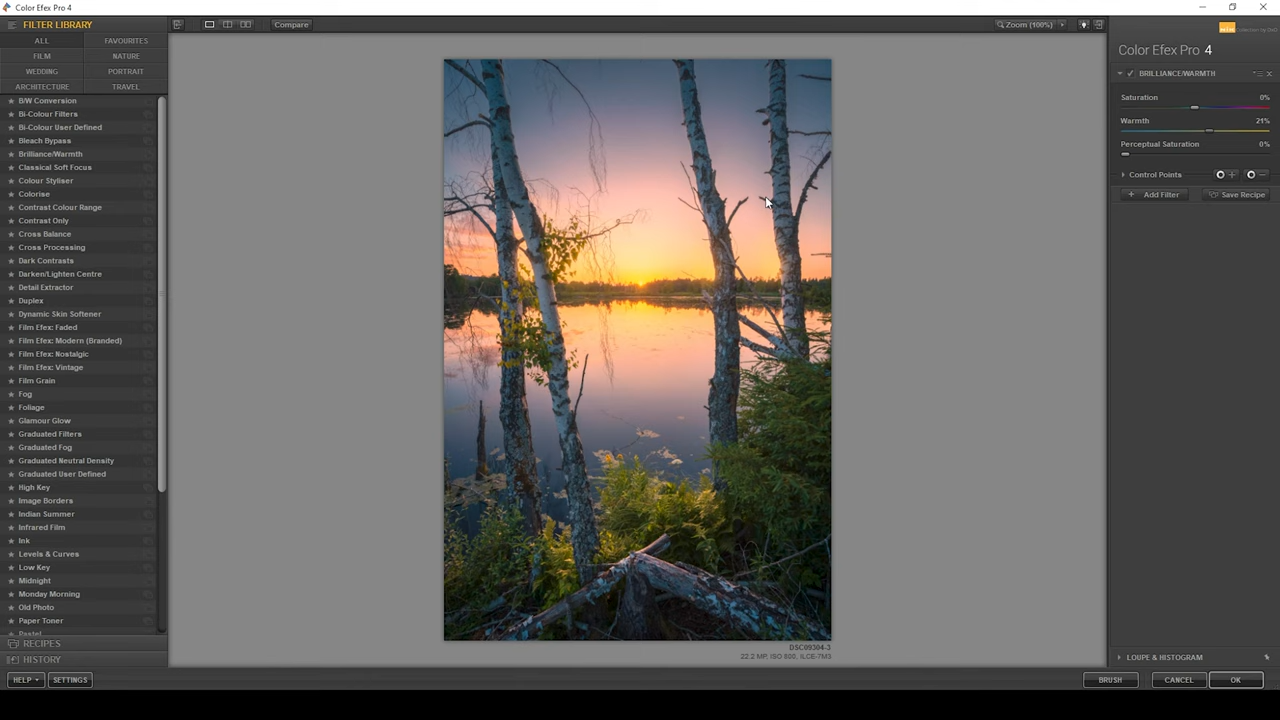 Color Efex Pro 4
FILTER LIBRARY
Compare
Zoom (100%)
ALL
FAVOURITES
FILM
NATURE
WEDDING
PORTRAIT
ARCHITECTURE
TRAVEL
B/W Conversion
Bi-Colour Filters
Bi-Colour User Defined
Bleach Bypass
Brilliance/Warmth
Classical Soft Focus
Colour Styliser
Colorise
Contrast Colour Range
Contrast Only
Cross Balance
Cross Processing
Dark Contrasts
Darken/Lighten Centre
Detail Extractor
Duplex
Dynamic Skin Softener
Film Efex: Faded
Film Efex: Modern (Branded)
Film Efex: Nostalgic
Film Efex: Vintage
Film Grain
Fog
Foliage
Glamour Glow
Graduated Filters
Graduated Fog
Graduated Neutral Density
Graduated User Defined
High Key
Image Borders
Indian Summer
Infrared Film
Ink
Levels & Curves
Low Key
Midnight
Monday Morning
Old Photo
Paper Toner
Pastel
RECIPES
HISTORY
HELP
SETTINGS
DSC09304-3
22.2 MP, ISO 800, ILCE-7M3
Color Efex Pro 4
BRILLIANCE/WARMTH
Saturation 0%
Warmth 21%
Perceptual Saturation 0%
Control Points
Add Filter
Save Recipe
LOUPE & HISTOGRAM
BRUSH
CANCEL
OK